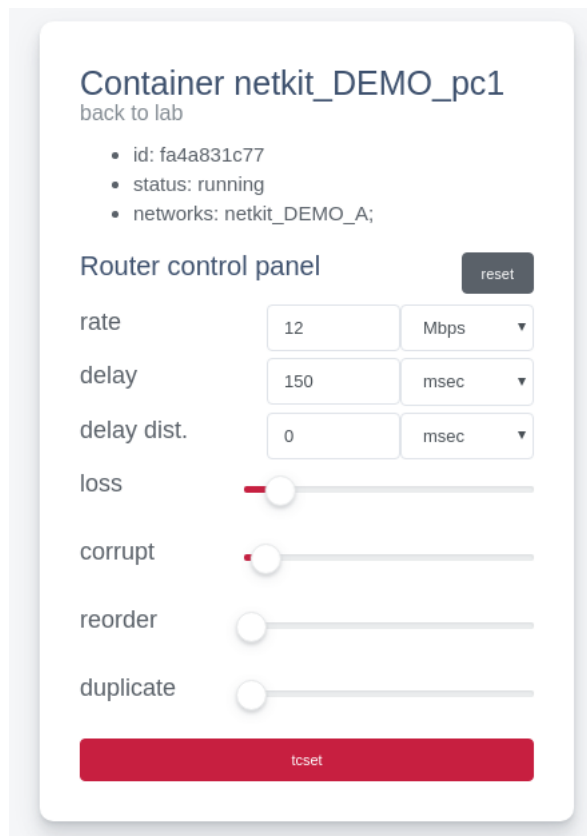 Container netkit_DEMO_pc1
back to lab
id: fa4a831c77
status: running
networks: netkit_DEMO_A;
Router control panel reset
rate 12 Mbps
delay 150 msec
delay dist. 0 msec
loss
corrupt
reorder
duplicate
tcset